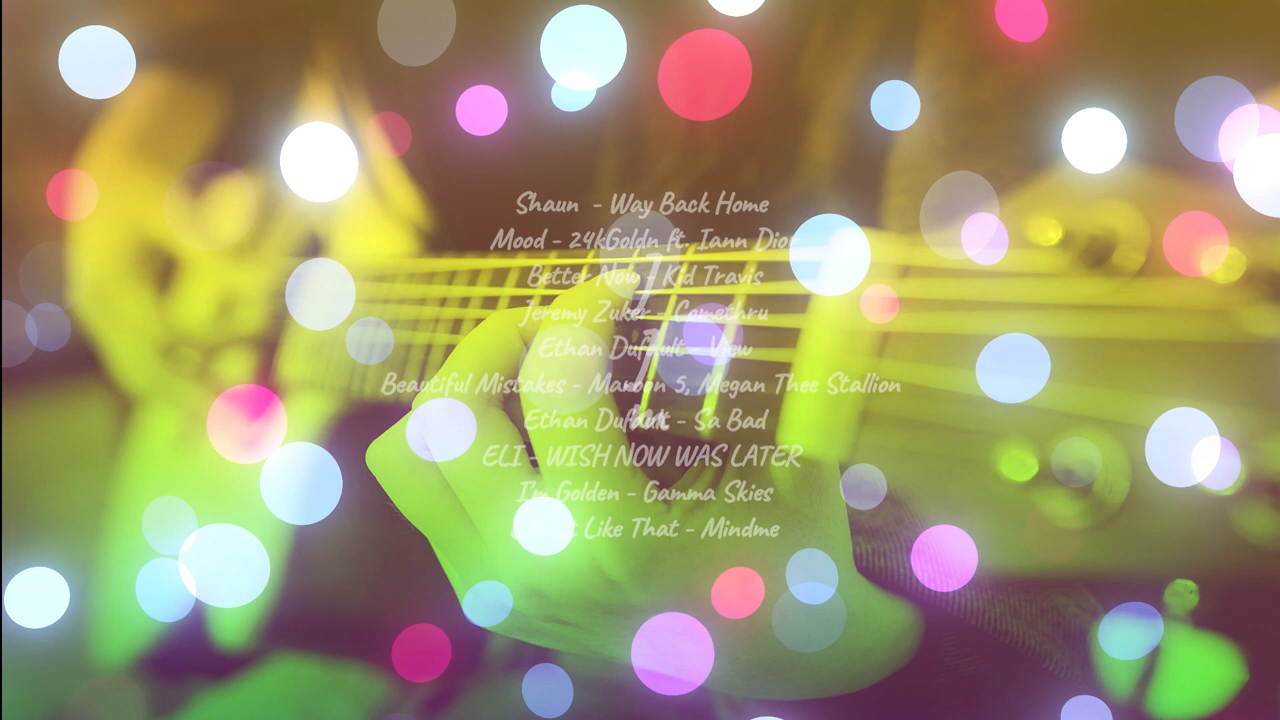 Shaun - Way Back Home
Mood - 24kGoldn ft. Iann Dior
Better Now - Kid Travis
Jeremy Zuker - Comethru
Ethan Dufault - View
Beautiful Mistakes - Maroon 5, Megan Thee Stallion
Ethan Dufault - Sa Bad
ELI - WISH NOW WAS LATER
I'm Golden - Gamma Skies
Like That - Mindme